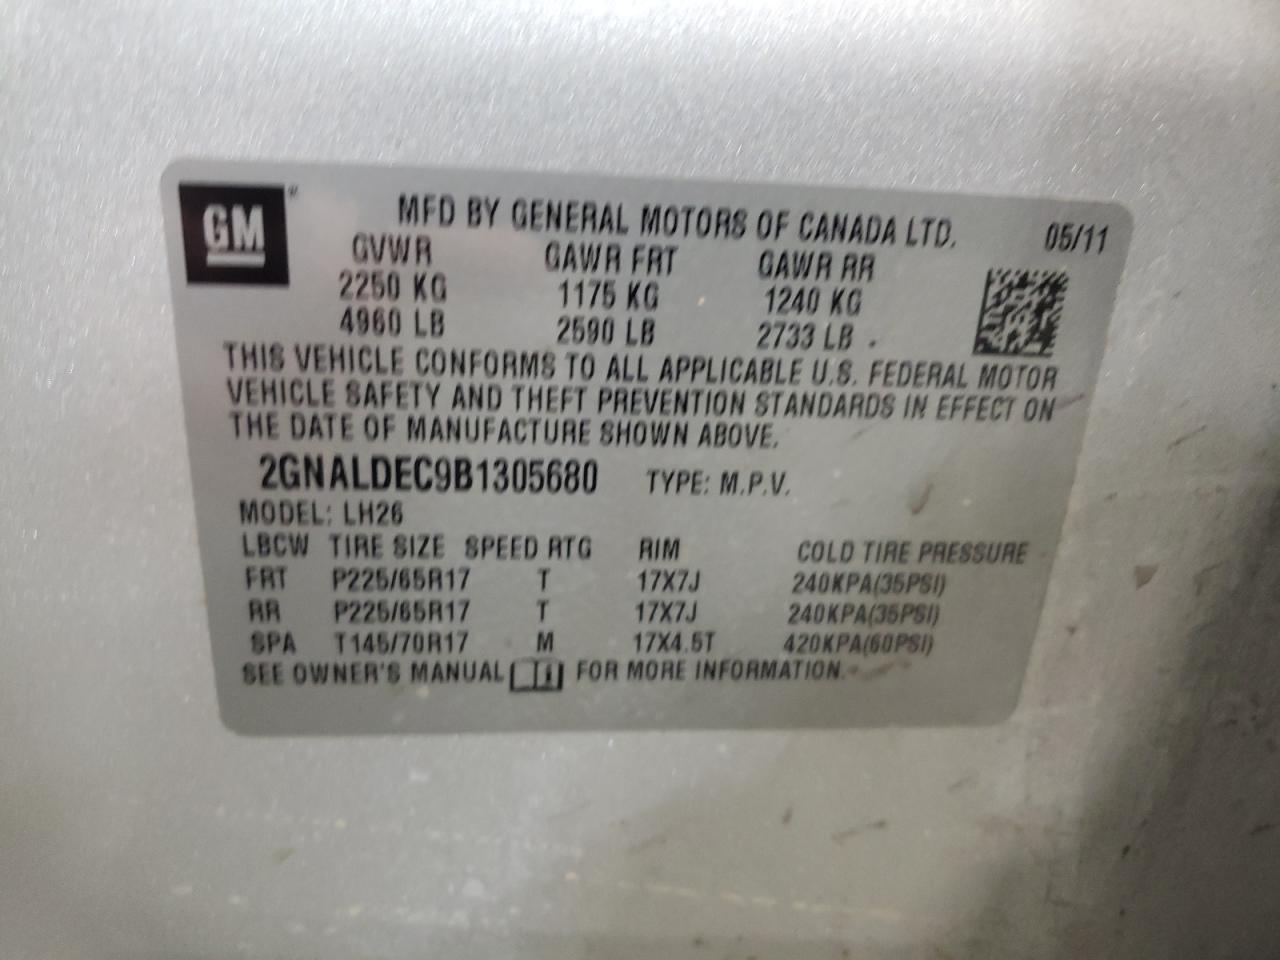 GM
MFD BY GENERAL MOTORS OF CANADA LTD. 05/11
GVWR GAWR FRT GAWR RR
2250 KG 1175 KG 1240 KG
4960 LB 2590 LB 2733 LB
THIS VEHICLE CONFORMS TO ALL APPLICABLE U.S. FEDERAL MOTOR
VEHICLE SAFETY AND THEFT PREVENTION STANDARDS IN EFFECT ON
THE DATE OF MANUFACTURE SHOWN ABOVE.
2GNALDEC9B1305680 TYPE: M.P.V.
MODEL: LH26
LBCW TIRE SIZE SPEED RTG RIM COLD TIRE PRESSURE
FRT P225/65R17 T 17X7J 240KPA(35PSI)
RR P225/65R17 T 17X7J 240KPA(35PSI)
SPA T145/70R17 M 17X4.5T 420KPA(60PSI)
SEE OWNER'S MANUAL FOR MORE INFORMATION.